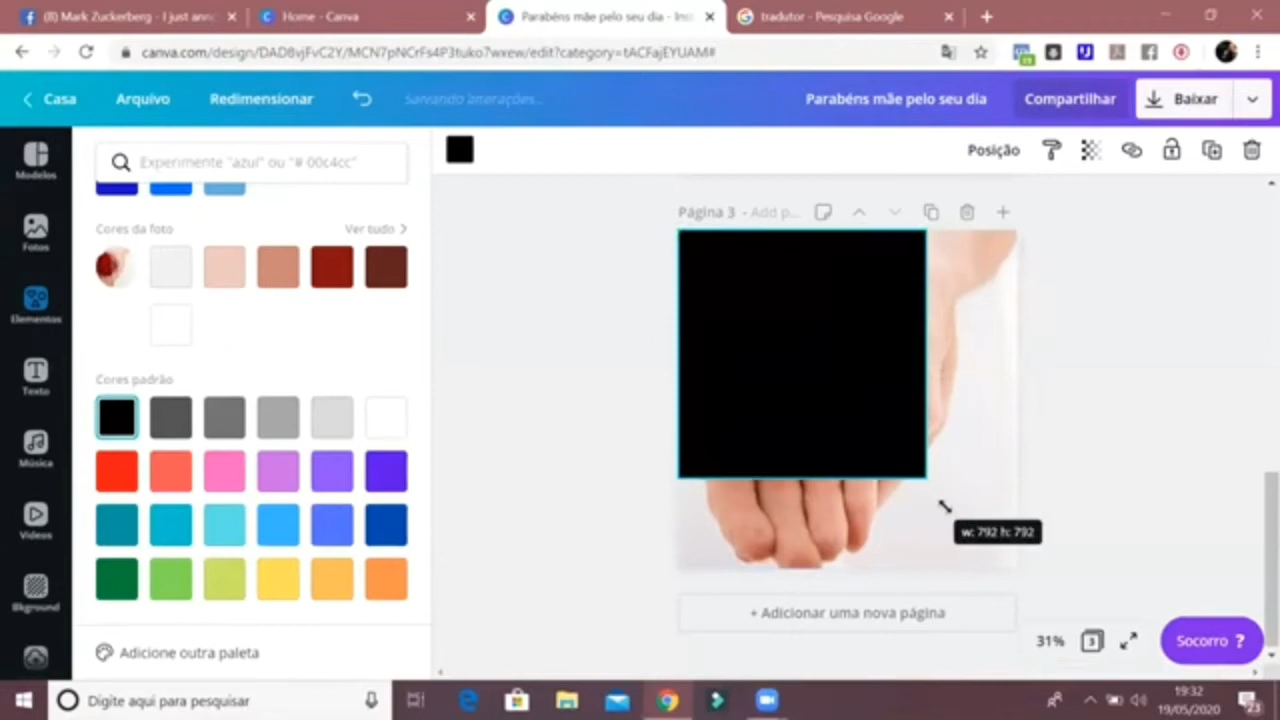 (8) Mark Zuckerberg - I just ann
Home - Canva
Parabéns mãe pelo seu dia - Ins
tradutor - Pesquisa Google
canva.com/design/DAD8vjFvC2Y/MCN7pNCrFs4P3tuko7wxew/edit?category=tACFajEYUAM#
Casa
Arquivo
Redimensionar
Salvando alterações...
Parabéns mãe pelo seu dia
Compartilhar
Baixar
Experimente "azul" ou "# 00c4cc"
Posição
Modelos
Fotos
Elementos
Texto
Música
Vídeos
Bkground
Cores da foto
Ver tudo
Cores padrão
Adicione outra paleta
Página 3 - Add p...
w: 792 h: 792
+ Adicionar uma nova página
31%
3
Socorro ?
Digite aqui para pesquisar
19:32
19/05/2020
23